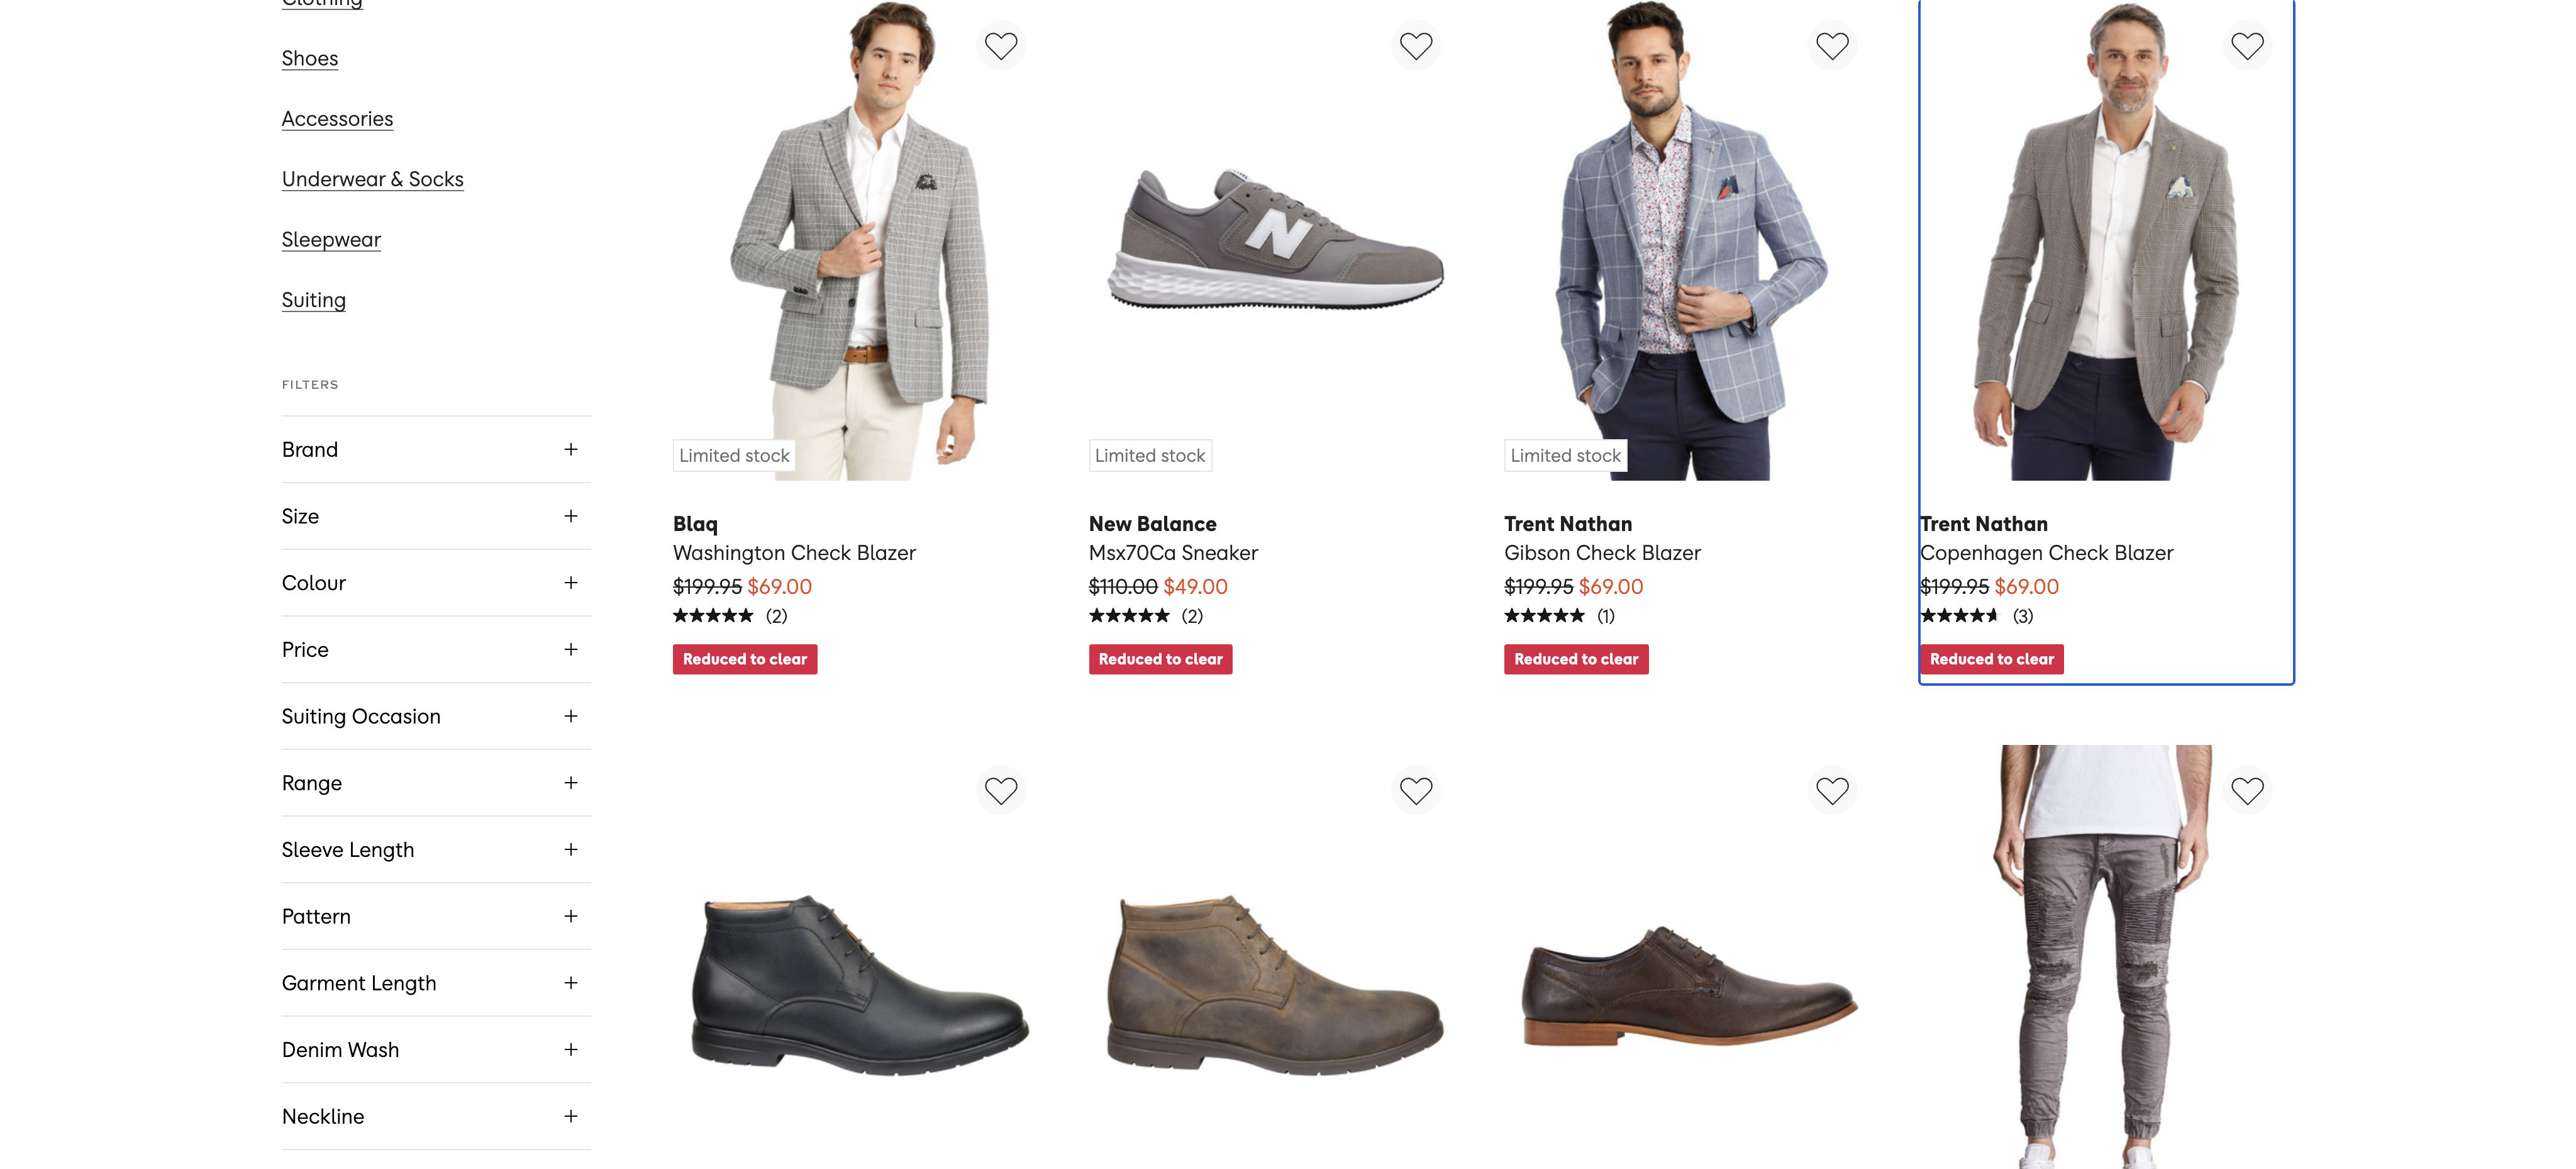 Clothing
Shoes
Accessories
Underwear & Socks
Sleepwear
Suiting
FILTERS
Brand +
Size +
Colour +
Price +
Suiting Occasion +
Range +
Sleeve Length +
Pattern +
Garment Length +
Denim Wash +
Neckline +
N
Limited stock
Limited stock
Limited stock
Blaq
Washington Check Blazer
$199.95 $69.00
★★★★★ (2)
Reduced to clear
New Balance
Msx70Ca Sneaker
$110.00 $49.00
★★★★★ (2)
Reduced to clear
Trent Nathan
Gibson Check Blazer
$199.95 $69.00
★★★★★ (1)
Reduced to clear
Trent Nathan
Copenhagen Check Blazer
$199.95 $69.00
★★★★★ (3)
Reduced to clear